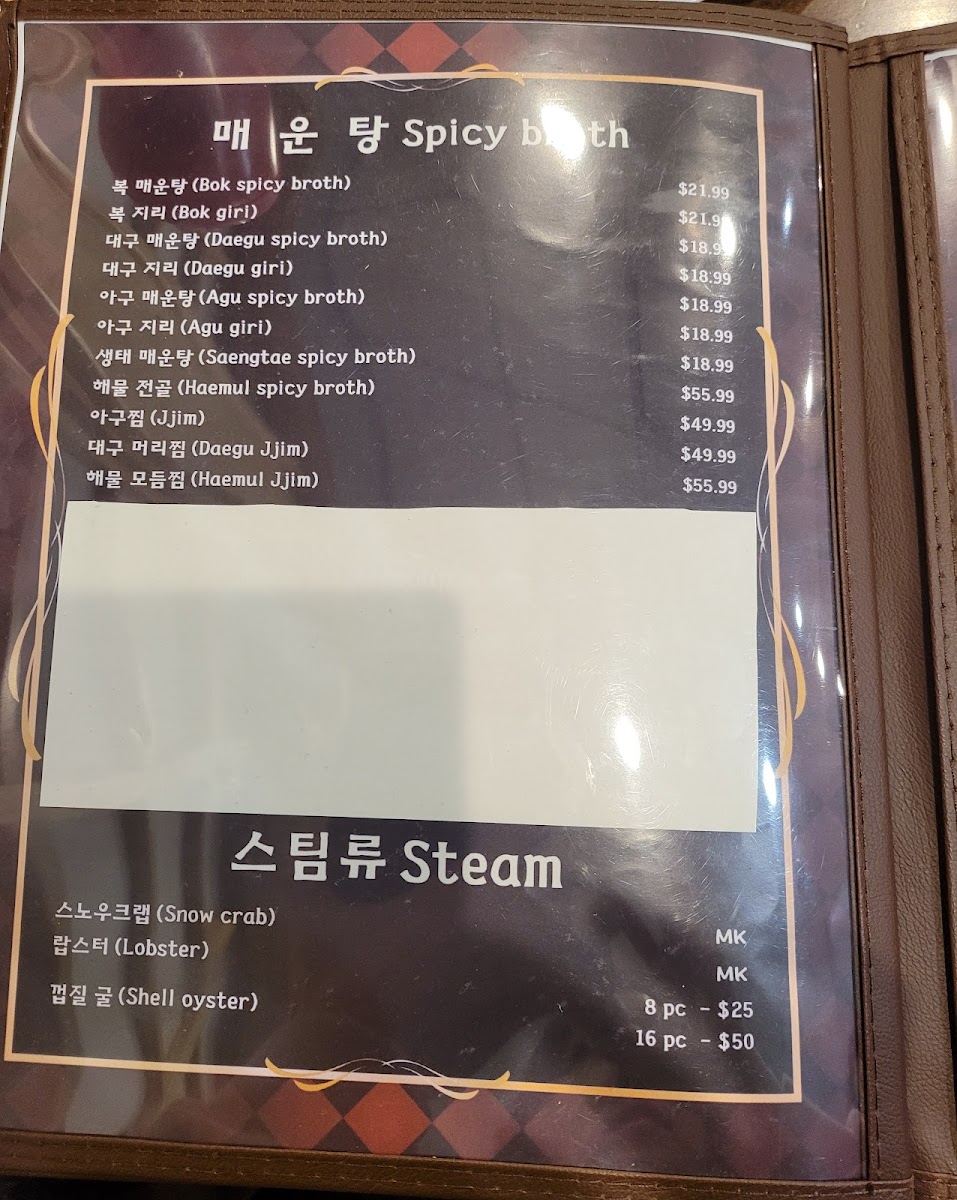 매 운 탕 Spicy broth
복 매운탕 (Bok spicy broth) $21.99
복 지리 (Bok giri) $21.99
대구 매운탕 (Daegu spicy broth) $18.99
대구 지리 (Daegu giri) $18.99
아구 매운탕 (Agu spicy broth) $18.99
아구 지리 (Agu giri) $18.99
생태 매운탕 (Saengtae spicy broth) $18.99
해물 전골 (Haemul spicy broth) $55.99
아구찜 (Jjim) $49.99
대구 머리찜 (Daegu Jjim) $49.99
해물 모듬찜 (Haemul Jjim) $55.99
스팀류 Steam
스노우크랩 (Snow crab) MK
랍스터 (Lobster) MK
껍질 굴 (Shell oyster) 8 pc - $25
16 pc - $50